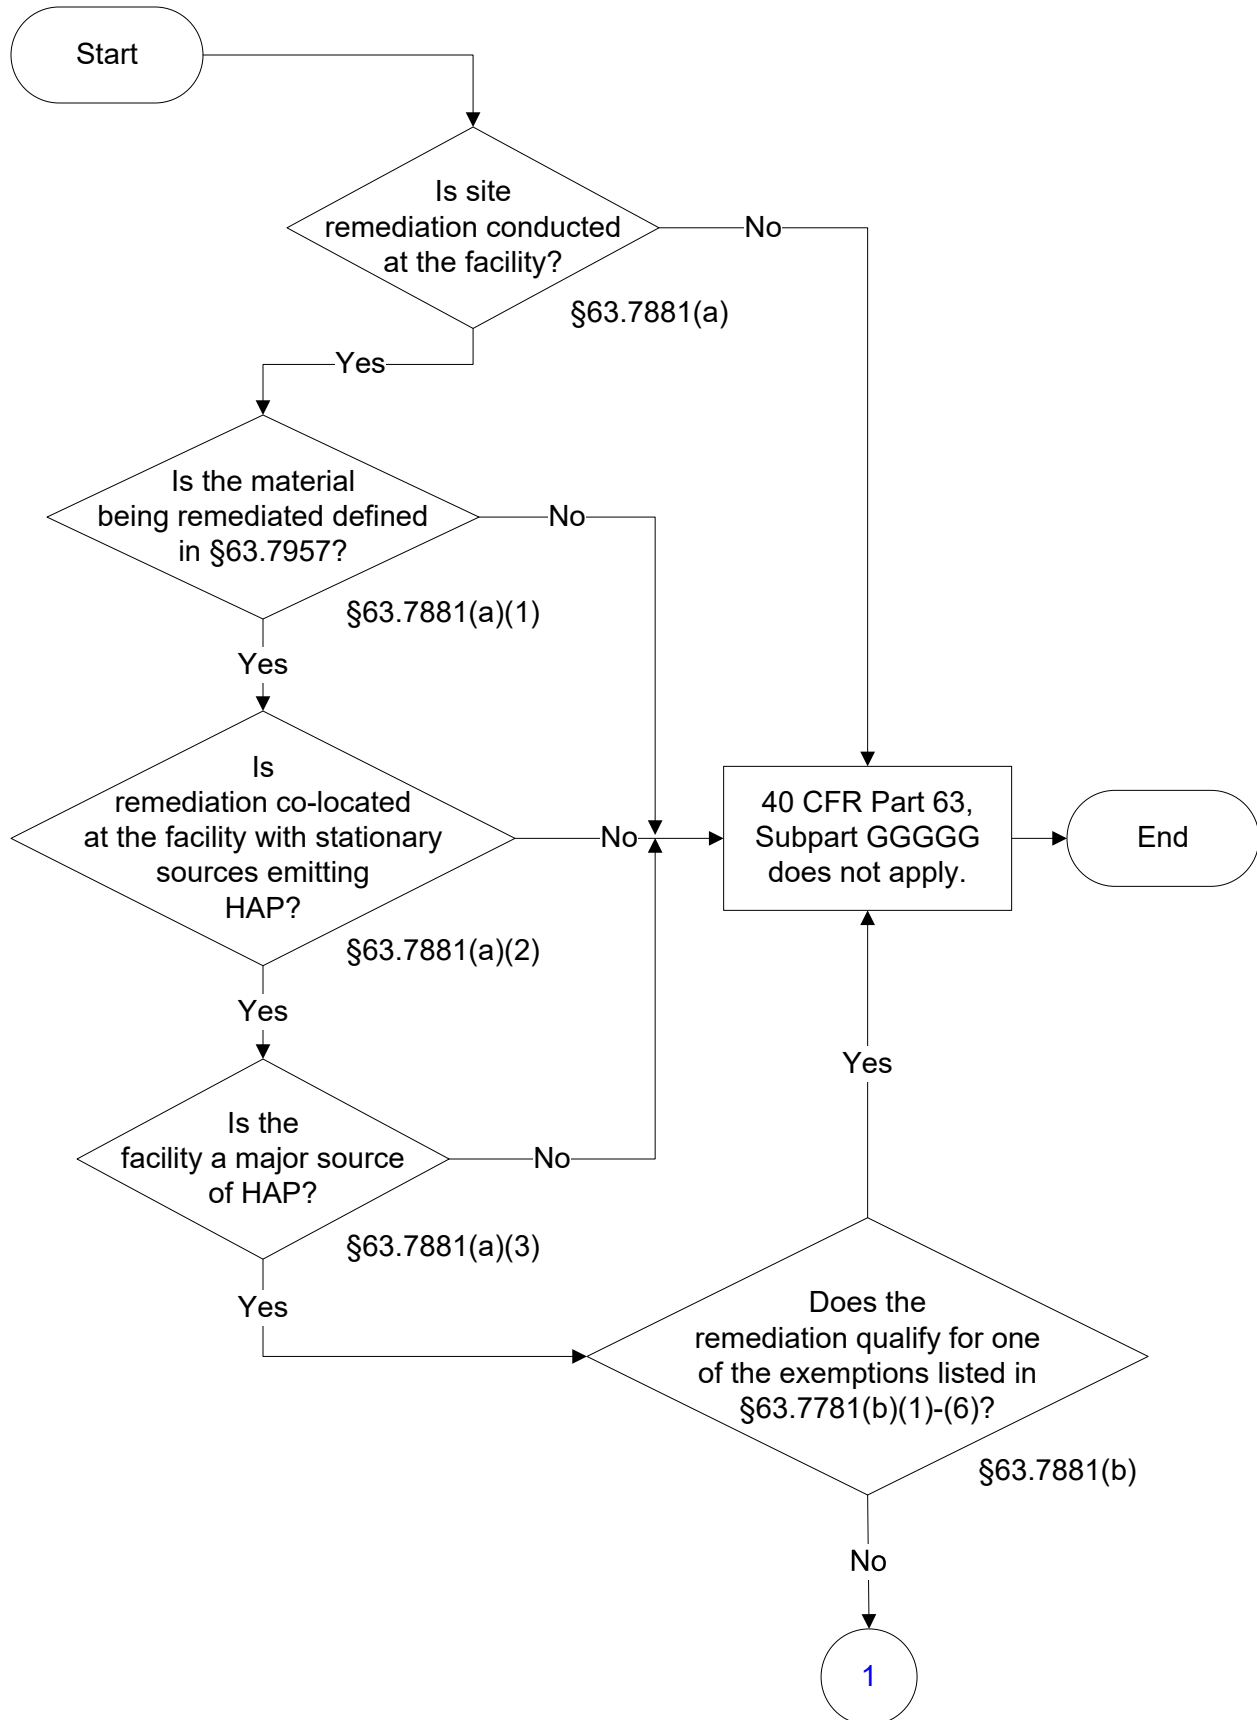 Start
Is site
remediation conducted
at the facility?
No
§63.7881(a)
Yes
Is the material
being remediated defined
in §63.7957?
No
§63.7881(a)(1)
Yes
Is
remediation co-located
at the facility with stationary
sources emitting
HAP?
No
40 CFR Part 63,
Subpart GGGGG
does not apply.
End
§63.7881(a)(2)
Yes
Yes
Is the
facility a major source
of HAP?
No
§63.7881(a)(3)
Yes
Does the
remediation qualify for one
of the exemptions listed in
§63.7781(b)(1)-(6)?
§63.7881(b)
No
1